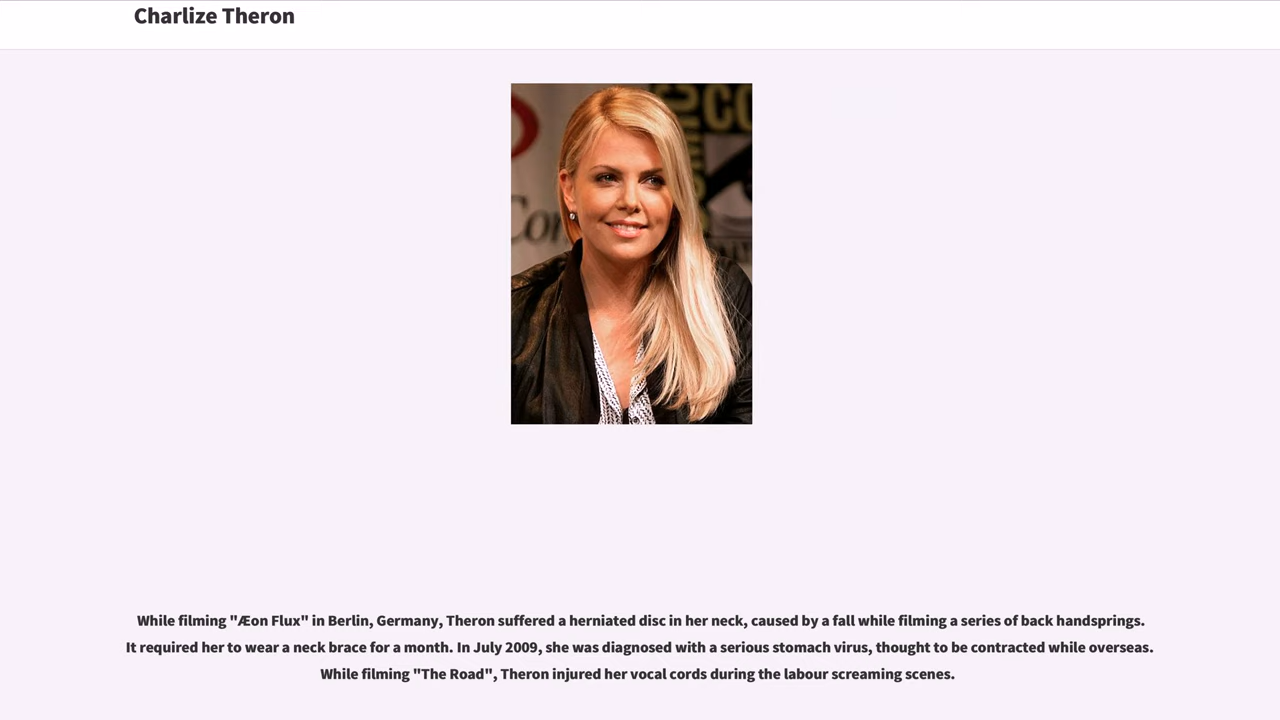 Charlize Theron
While filming "Æon Flux" in Berlin, Germany, Theron suffered a herniated disc in her neck, caused by a fall while filming a series of back handsprings.
It required her to wear a neck brace for a month. In July 2009, she was diagnosed with a serious stomach virus, thought to be contracted while overseas.
While filming "The Road", Theron injured her vocal cords during the labour screaming scenes.